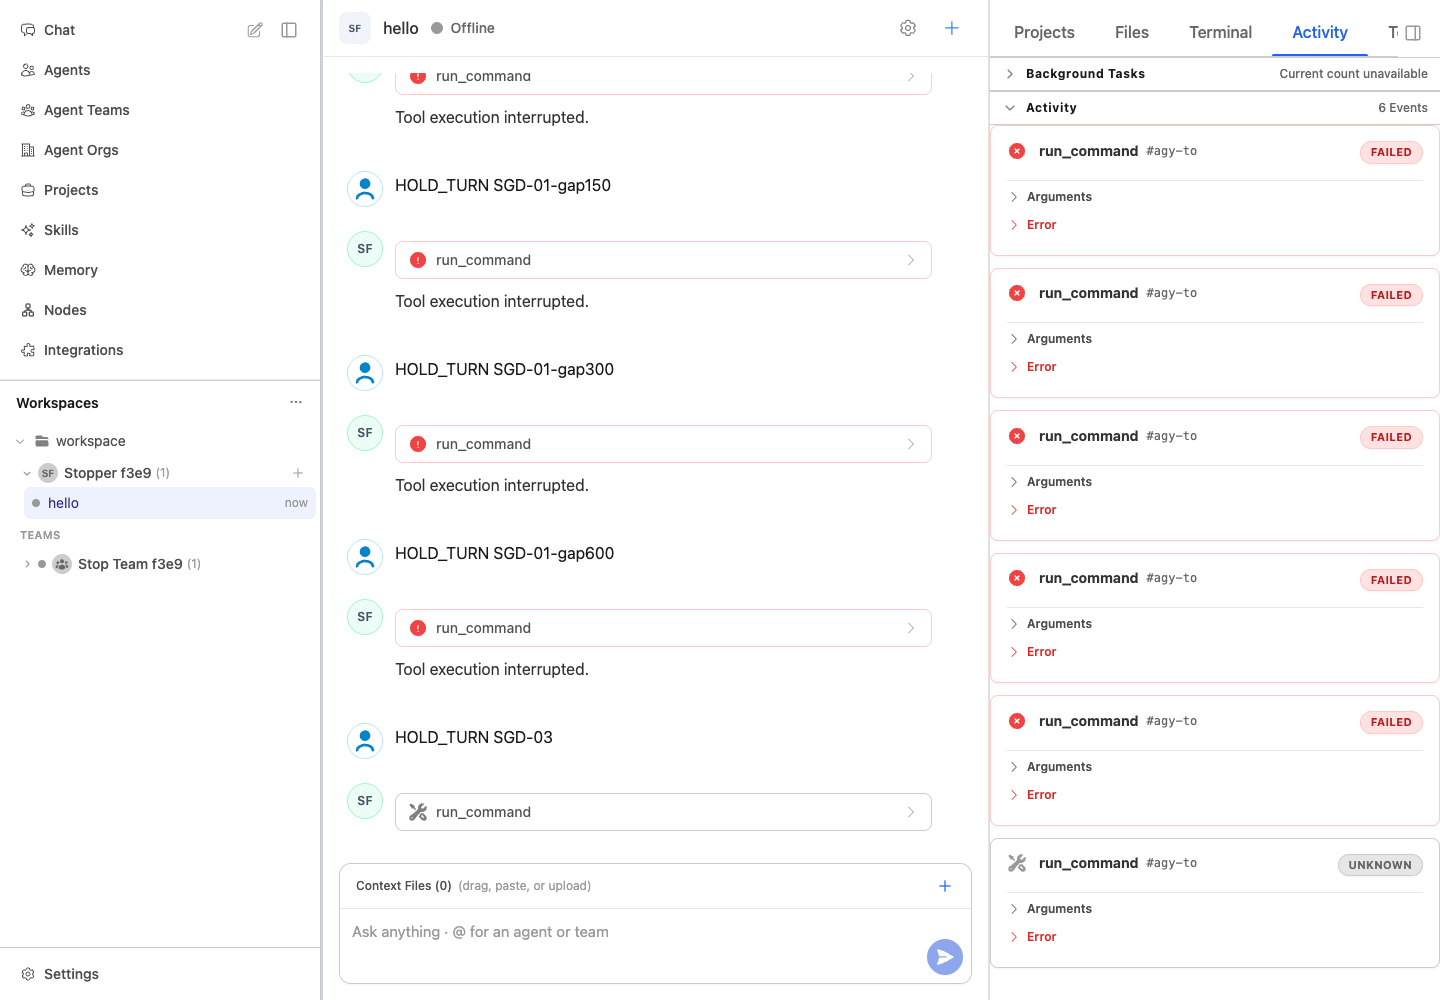 Chat
Agents
Agent Teams
Agent Orgs
Projects
Skills
Memory
Nodes
Integrations
Workspaces
workspace
SF Stopper f3e9 (1)
hello now
TEAMS
Stop Team f3e9 (1)
Settings
SF hello Offline
run_command
Tool execution interrupted.
HOLD_TURN SGD-01-gap150
SF run_command
Tool execution interrupted.
HOLD_TURN SGD-01-gap300
SF run_command
Tool execution interrupted.
HOLD_TURN SGD-01-gap600
SF run_command
Tool execution interrupted.
HOLD_TURN SGD-03
SF run_command
Context Files (0) (drag, paste, or upload)
Ask anything · @ for an agent or team
Projects Files Terminal Activity
Background Tasks Current count unavailable
Activity 6 Events
run_command #agy-to FAILED
Arguments
Error
run_command #agy-to FAILED
Arguments
Error
run_command #agy-to FAILED
Arguments
Error
run_command #agy-to FAILED
Arguments
Error
run_command #agy-to FAILED
Arguments
Error
run_command #agy-to UNKNOWN
Arguments
Error